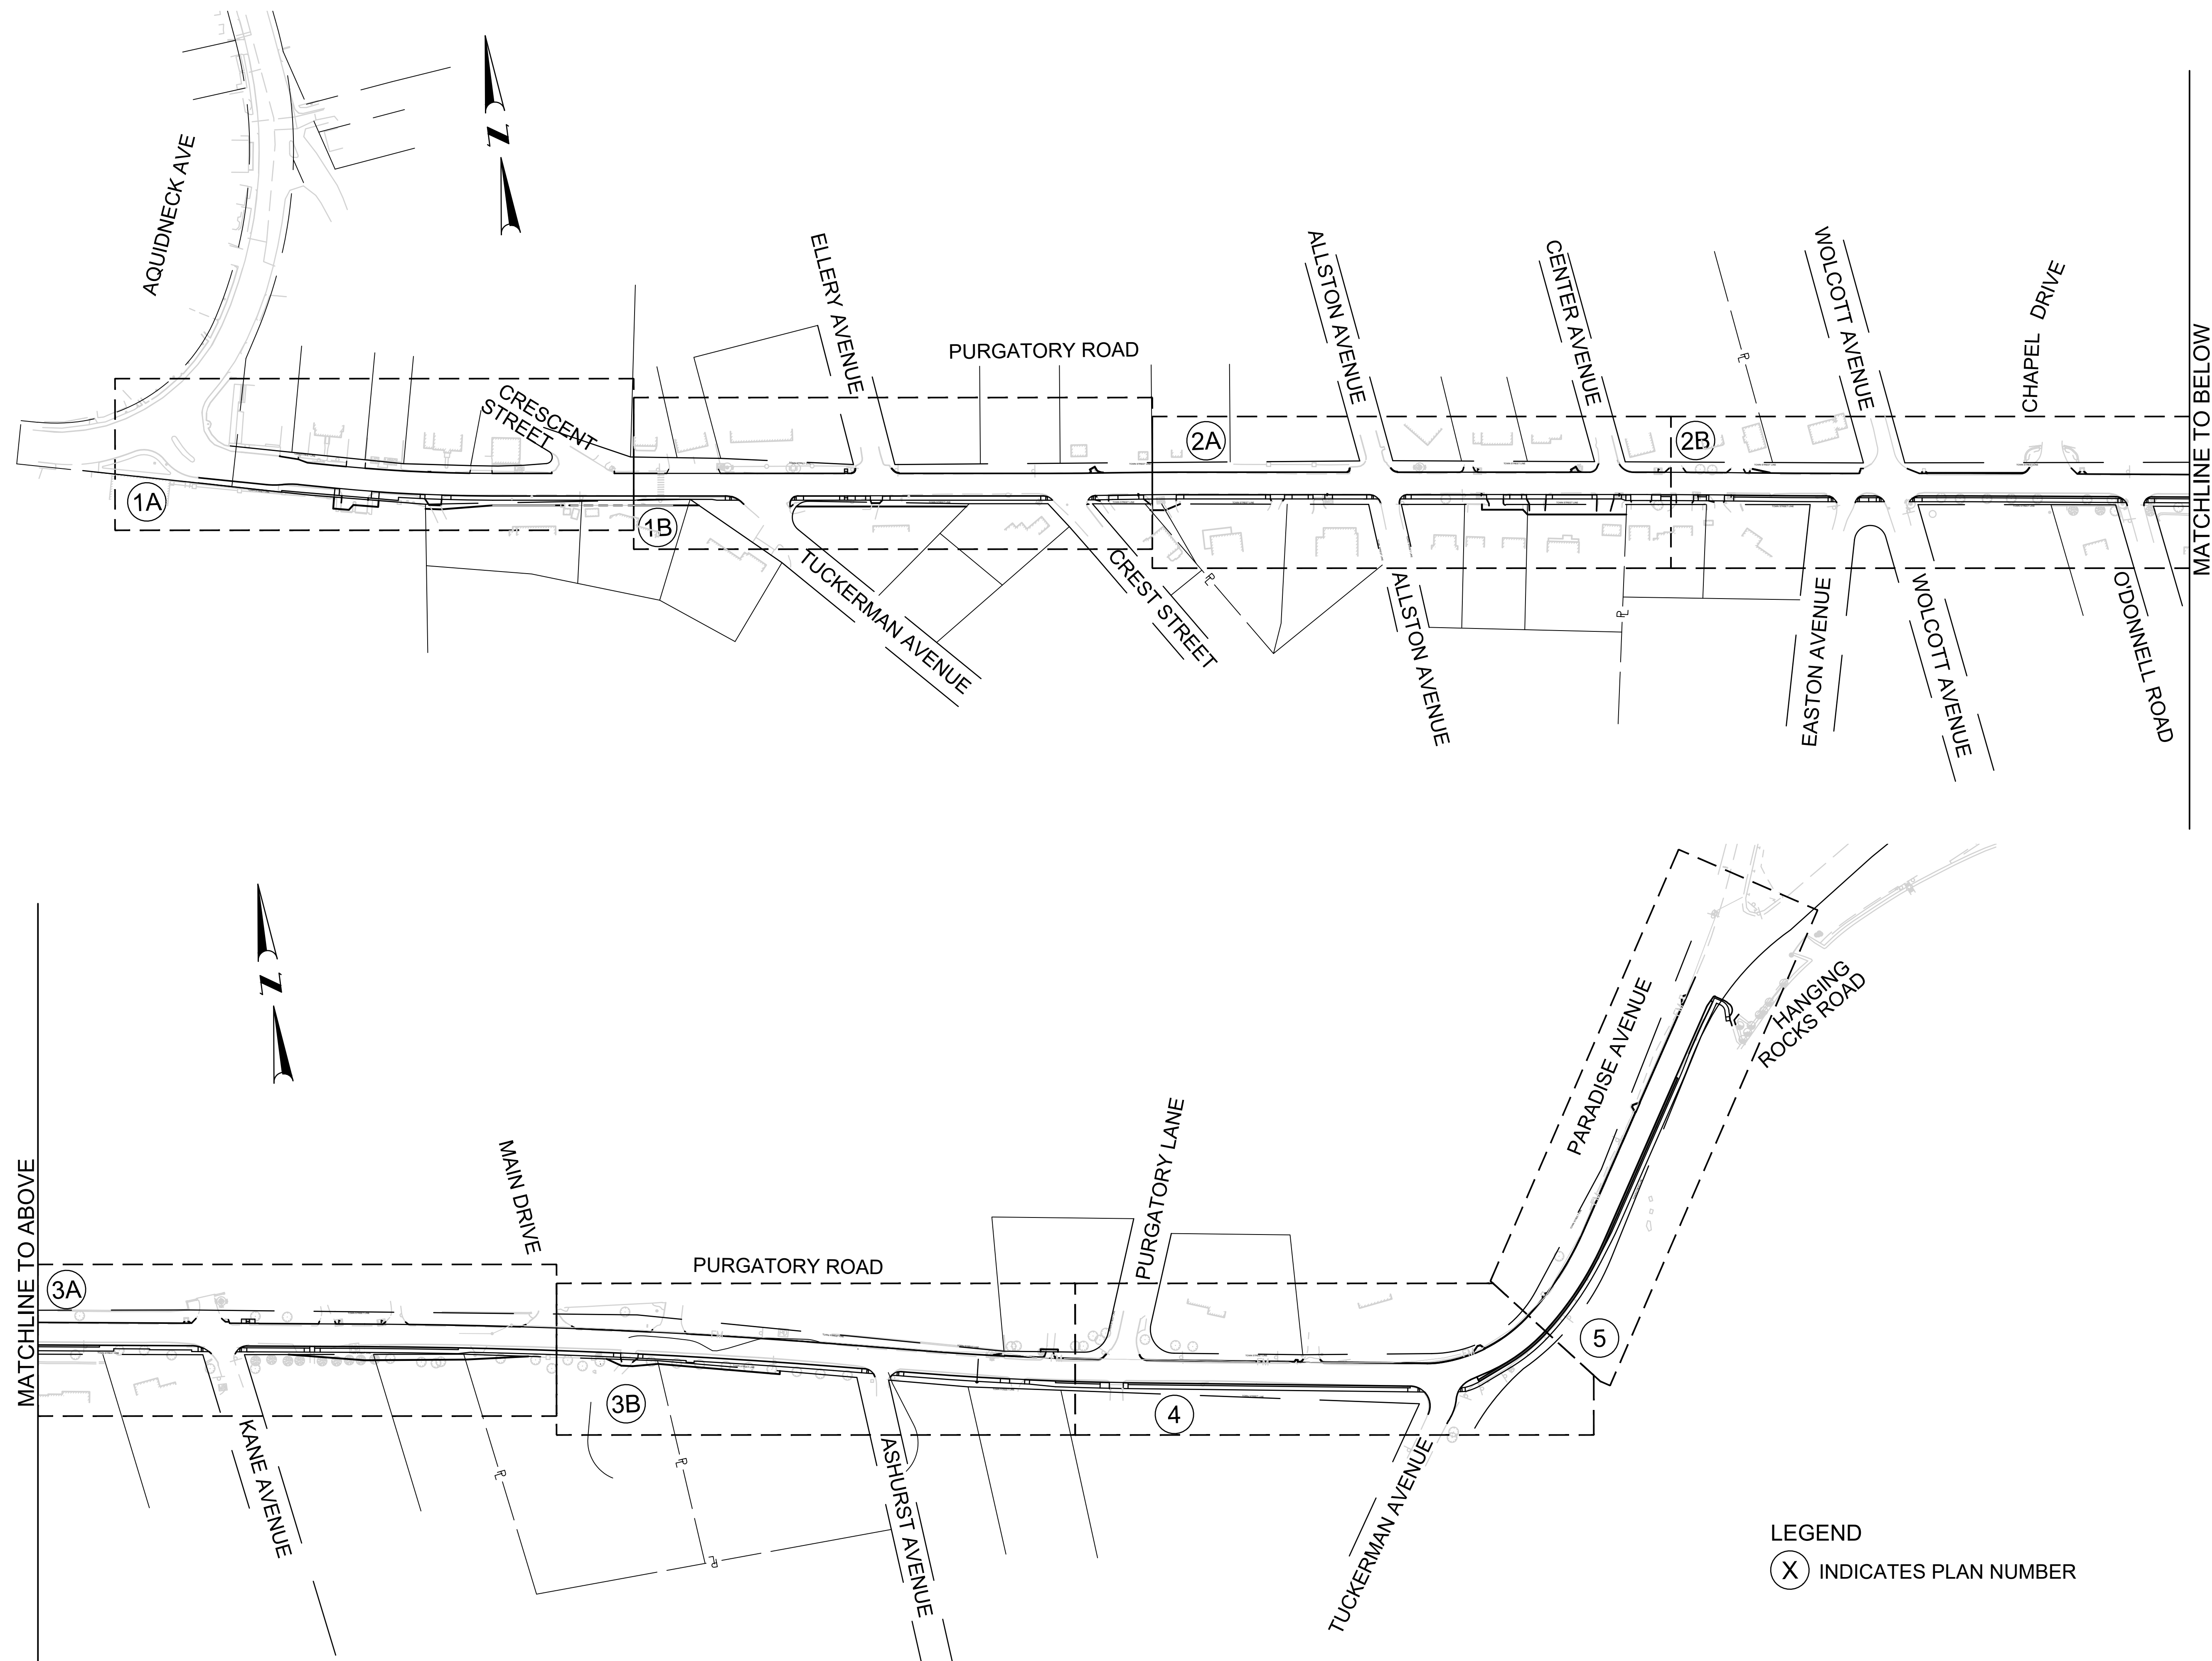 AQUIDNECK AVE
N
ELLERY AVENUE
PURGATORY ROAD
ALLSTON AVENUE
CENTER AVENUE
WOLCOTT AVENUE
CHAPEL DRIVE
MATCHLINE TO BELOW
CRESCENT
STREET
1A
1B
2A
2B
TUCKERMAN AVENUE
CREST STREET
ALLSTON AVENUE
EASTON AVENUE
WOLCOTT AVENUE
O'DONNELL ROAD
N
MATCHLINE TO ABOVE
MAIN DRIVE
PURGATORY ROAD
PURGATORY LANE
PARADISE AVENUE
HANGING
ROCKS ROAD
3A
3B
4
5
KANE AVENUE
ASHURST AVENUE
TUCKERMAN AVENUE
LEGEND
X INDICATES PLAN NUMBER